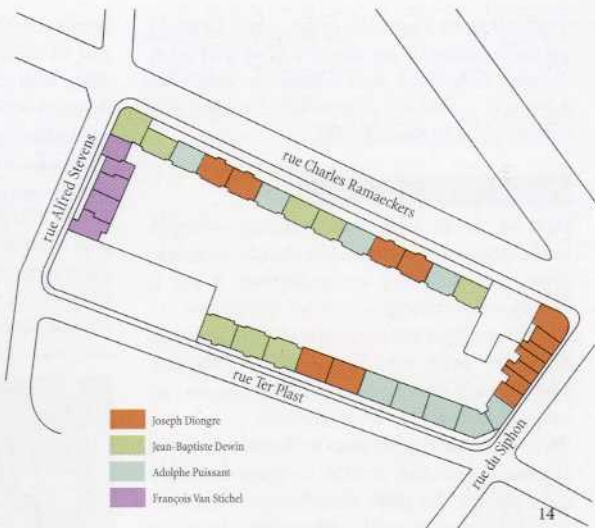 rue Charles Ramaeckers
rue Alfred Stevens
rue Ter Plast
rue du Siphon
Joseph Diongre
Jean-Baptiste Dewin
Adolphe Puissant
François Van Stichel
14